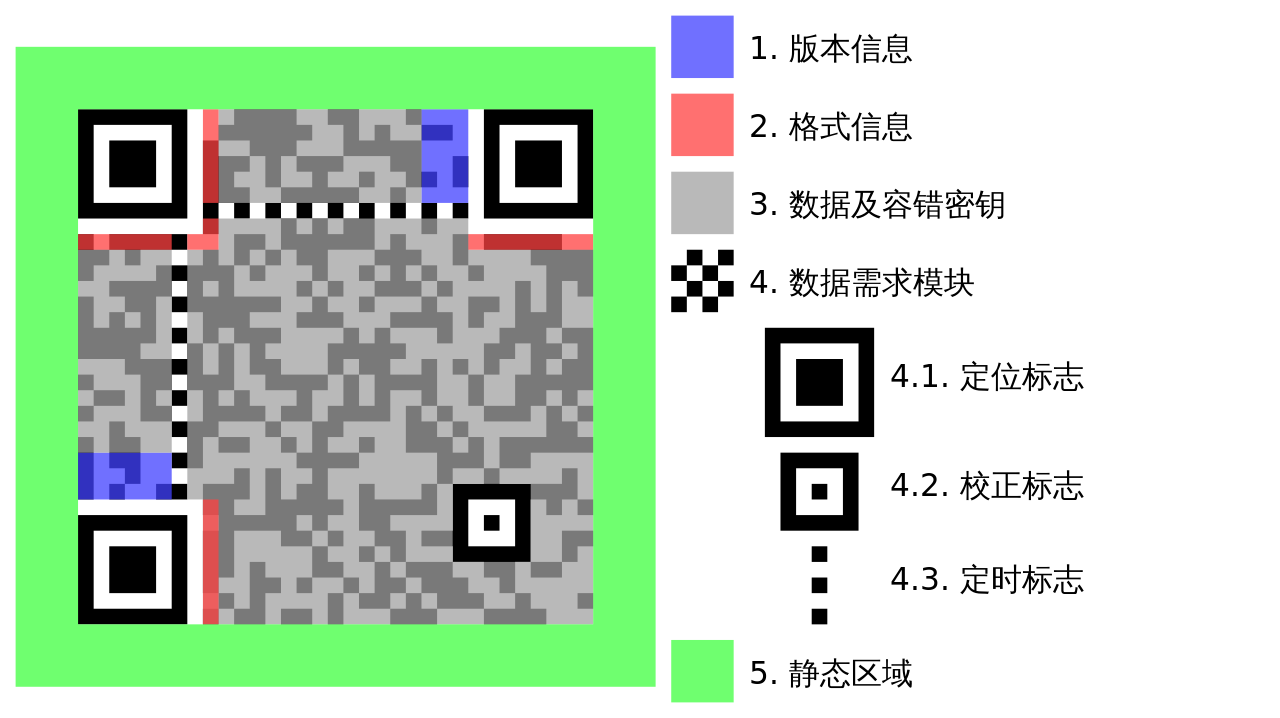 1. 版本信息
2. 格式信息
3. 数据及容错密钥
4. 数据需求模块
4.1. 定位标志
4.2. 校正标志
4.3. 定时标志
5. 静态区域